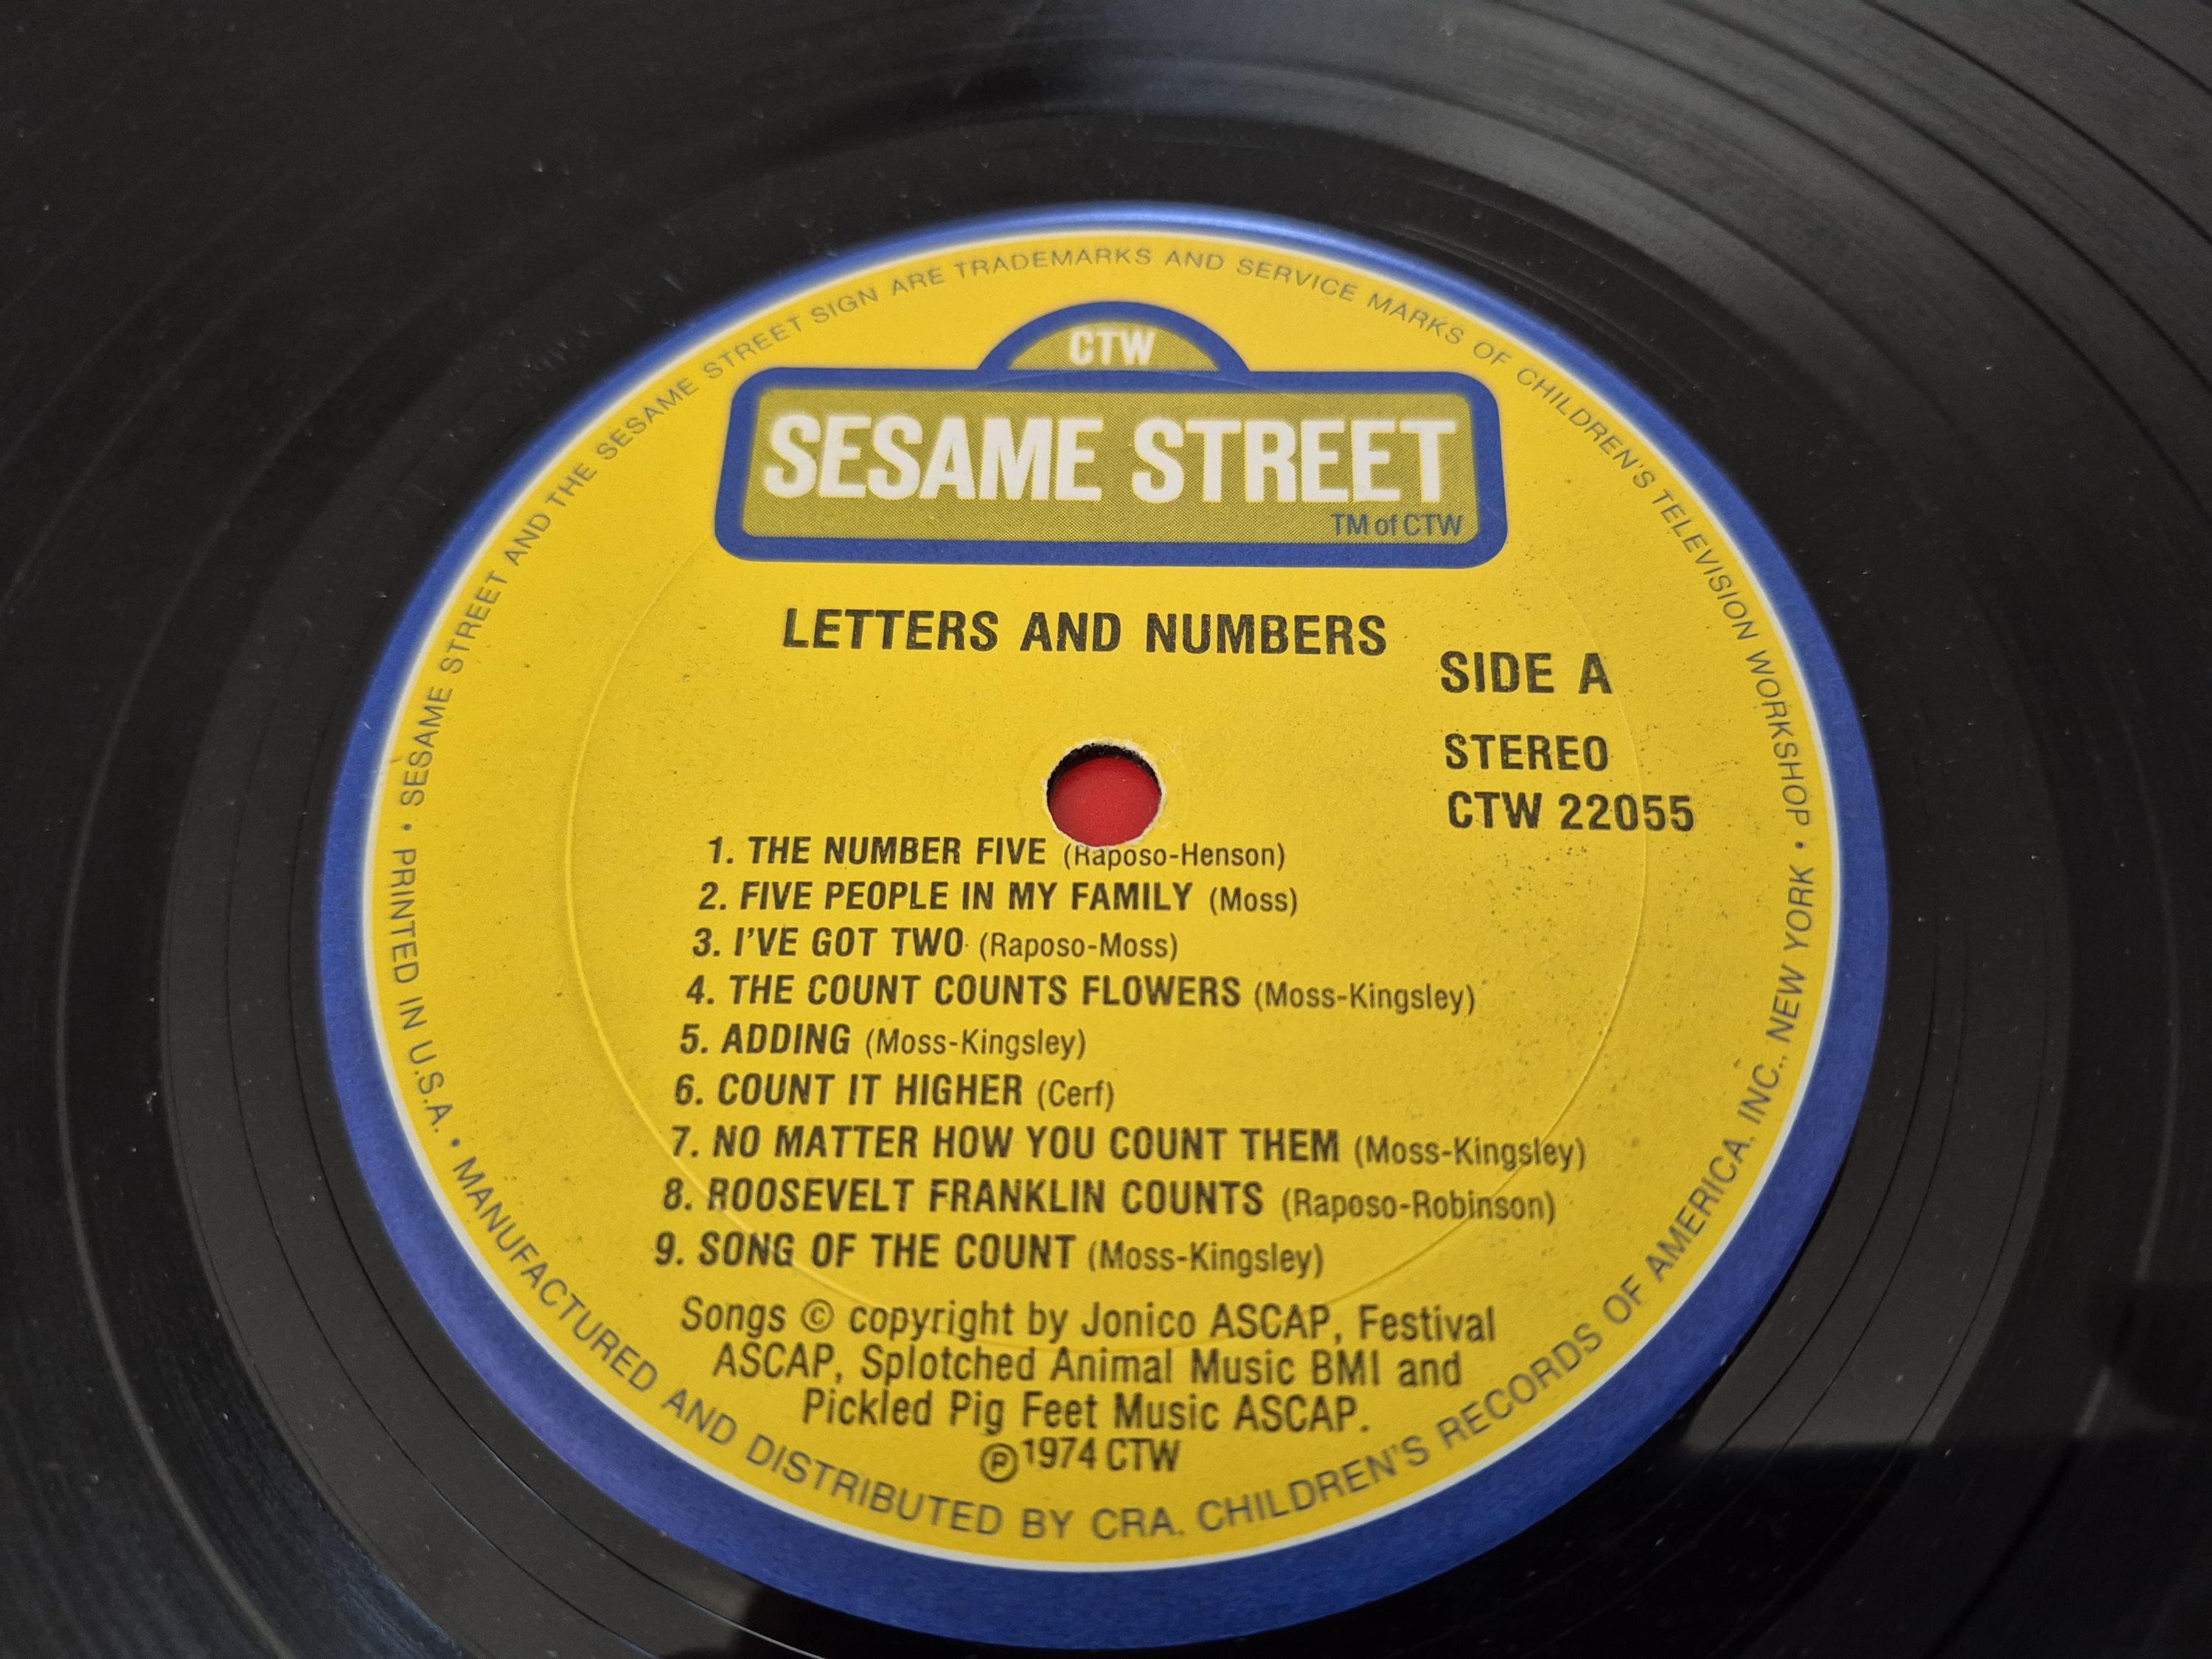 SESAME STREET AND THE SESAME STREET SIGN ARE TRADEMARKS AND SERVICE MARKS OF CHILDREN'S TELEVISION WORKSHOP •
CTW
SESAME STREET
TM of CTW
LETTERS AND NUMBERS
SIDE A
STEREO
CTW 22055
1. THE NUMBER FIVE (Raposo-Henson)
2. FIVE PEOPLE IN MY FAMILY (Moss)
3. I'VE GOT TWO (Raposo-Moss)
4. THE COUNT COUNTS FLOWERS (Moss-Kingsley)
5. ADDING (Moss-Kingsley)
6. COUNT IT HIGHER (Cerf)
7. NO MATTER HOW YOU COUNT THEM (Moss-Kingsley)
8. ROOSEVELT FRANKLIN COUNTS (Raposo-Robinson)
9. SONG OF THE COUNT (Moss-Kingsley)
Songs © copyright by Jonico ASCAP, Festival
ASCAP, Splotched Animal Music BMI and
Pickled Pig Feet Music ASCAP.
℗ 1974 CTW
• PRINTED IN U.S.A. • MANUFACTURED AND DISTRIBUTED BY CRA. CHILDREN'S RECORDS OF AMERICA, INC., NEW YORK